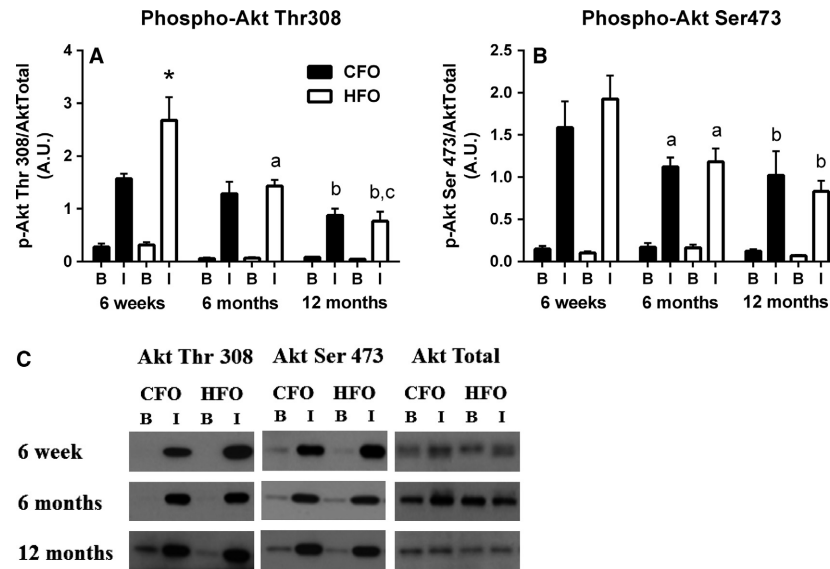 Phospho-Akt Thr308
Phospho-Akt Ser473
A
p-Akt Thr 308/AktTotal
(A.U.)
4
3
2
1
0
*
a
b
b,c
CFO
HFO
B I B I B I B I B I B I
6 weeks 6 months 12 months
B
p-Akt Ser 473/AktTotal
(A.U.)
2.5
2.0
1.5
1.0
0.5
0.0
a a b b
B I B I B I B I B I B I
6 weeks 6 months 12 months
C
Akt Thr 308 Akt Ser 473 Akt Total
CFO HFO CFO HFO CFO HFO
B I B I B I B I B I B I
6 week
6 months
12 months